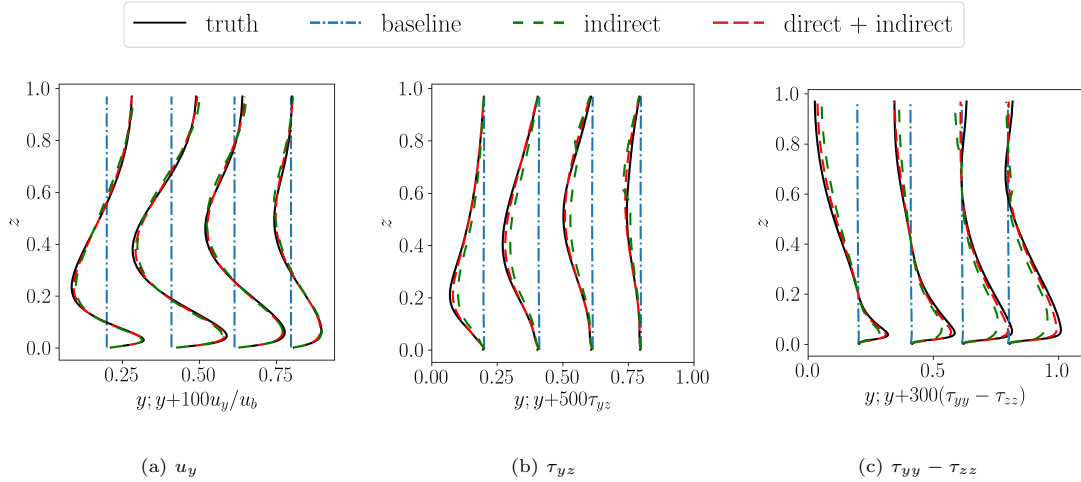 truth baseline indirect direct + indirect
1.0
0.8
0.6
0.4
0.2
0.0
z
0.25 0.50 0.75
y; y+100u_y/u_b
(a) u_y
1.0
0.8
0.6
0.4
0.2
0.0
z
0.00 0.25 0.50 0.75 1.00
y; y+500τ_yz
(b) τ_yz
1.0
0.8
0.6
0.4
0.2
0.0
z
0.0 0.5 1.0
y; y+300(τ_yy − τ_zz)
(c) τ_yy − τ_zz